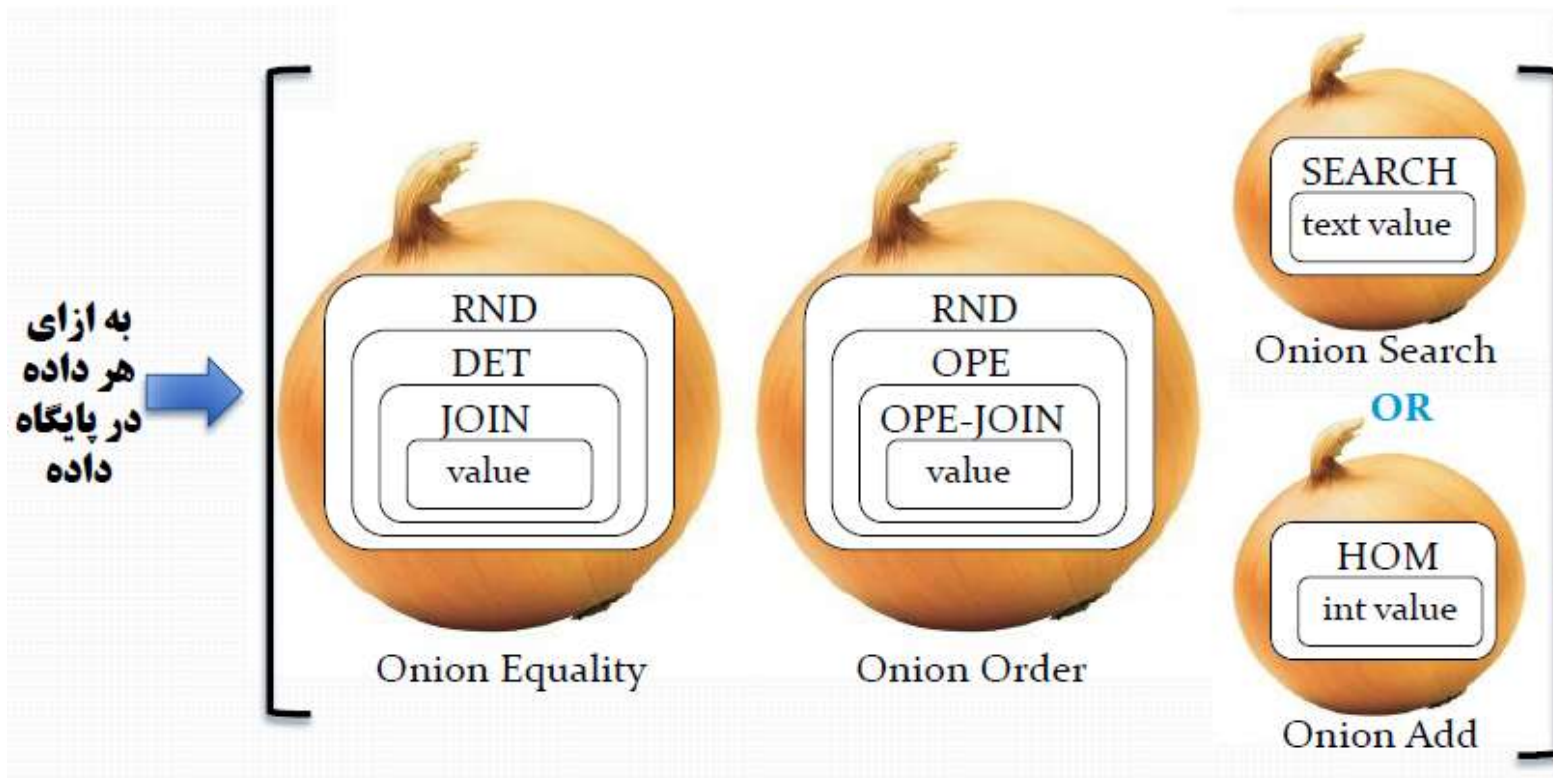 به ازای
هر داده
در پایگاه
داده
RND
DET
JOIN
value
Onion Equality
RND
OPE
OPE-JOIN
value
Onion Order
SEARCH
text value
Onion Search
OR
HOM
int value
Onion Add